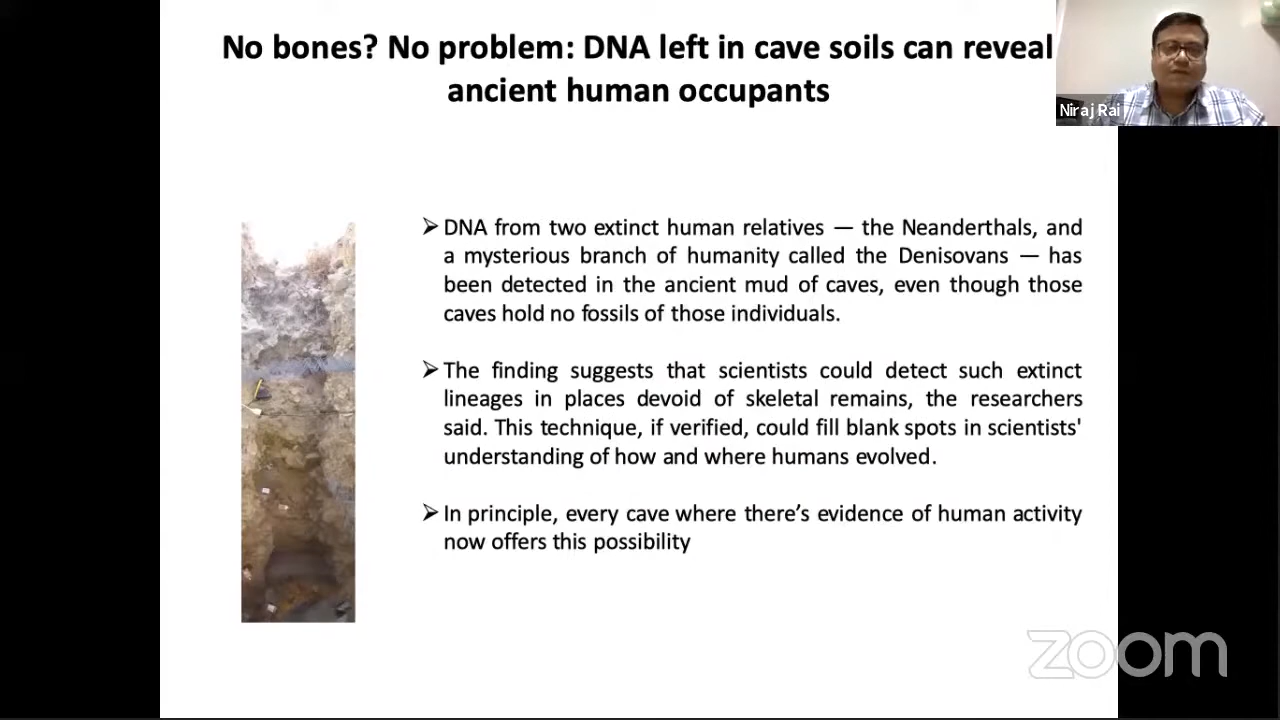 No bones? No problem: DNA left in cave soils can reveal
ancient human occupants
Niraj Rai
➢ DNA from two extinct human relatives — the Neanderthals, and
a mysterious branch of humanity called the Denisovans — has
been detected in the ancient mud of caves, even though those
caves hold no fossils of those individuals.
➢ The finding suggests that scientists could detect such extinct
lineages in places devoid of skeletal remains, the researchers
said. This technique, if verified, could fill blank spots in scientists'
understanding of how and where humans evolved.
➢ In principle, every cave where there’s evidence of human activity
now offers this possibility
zoom